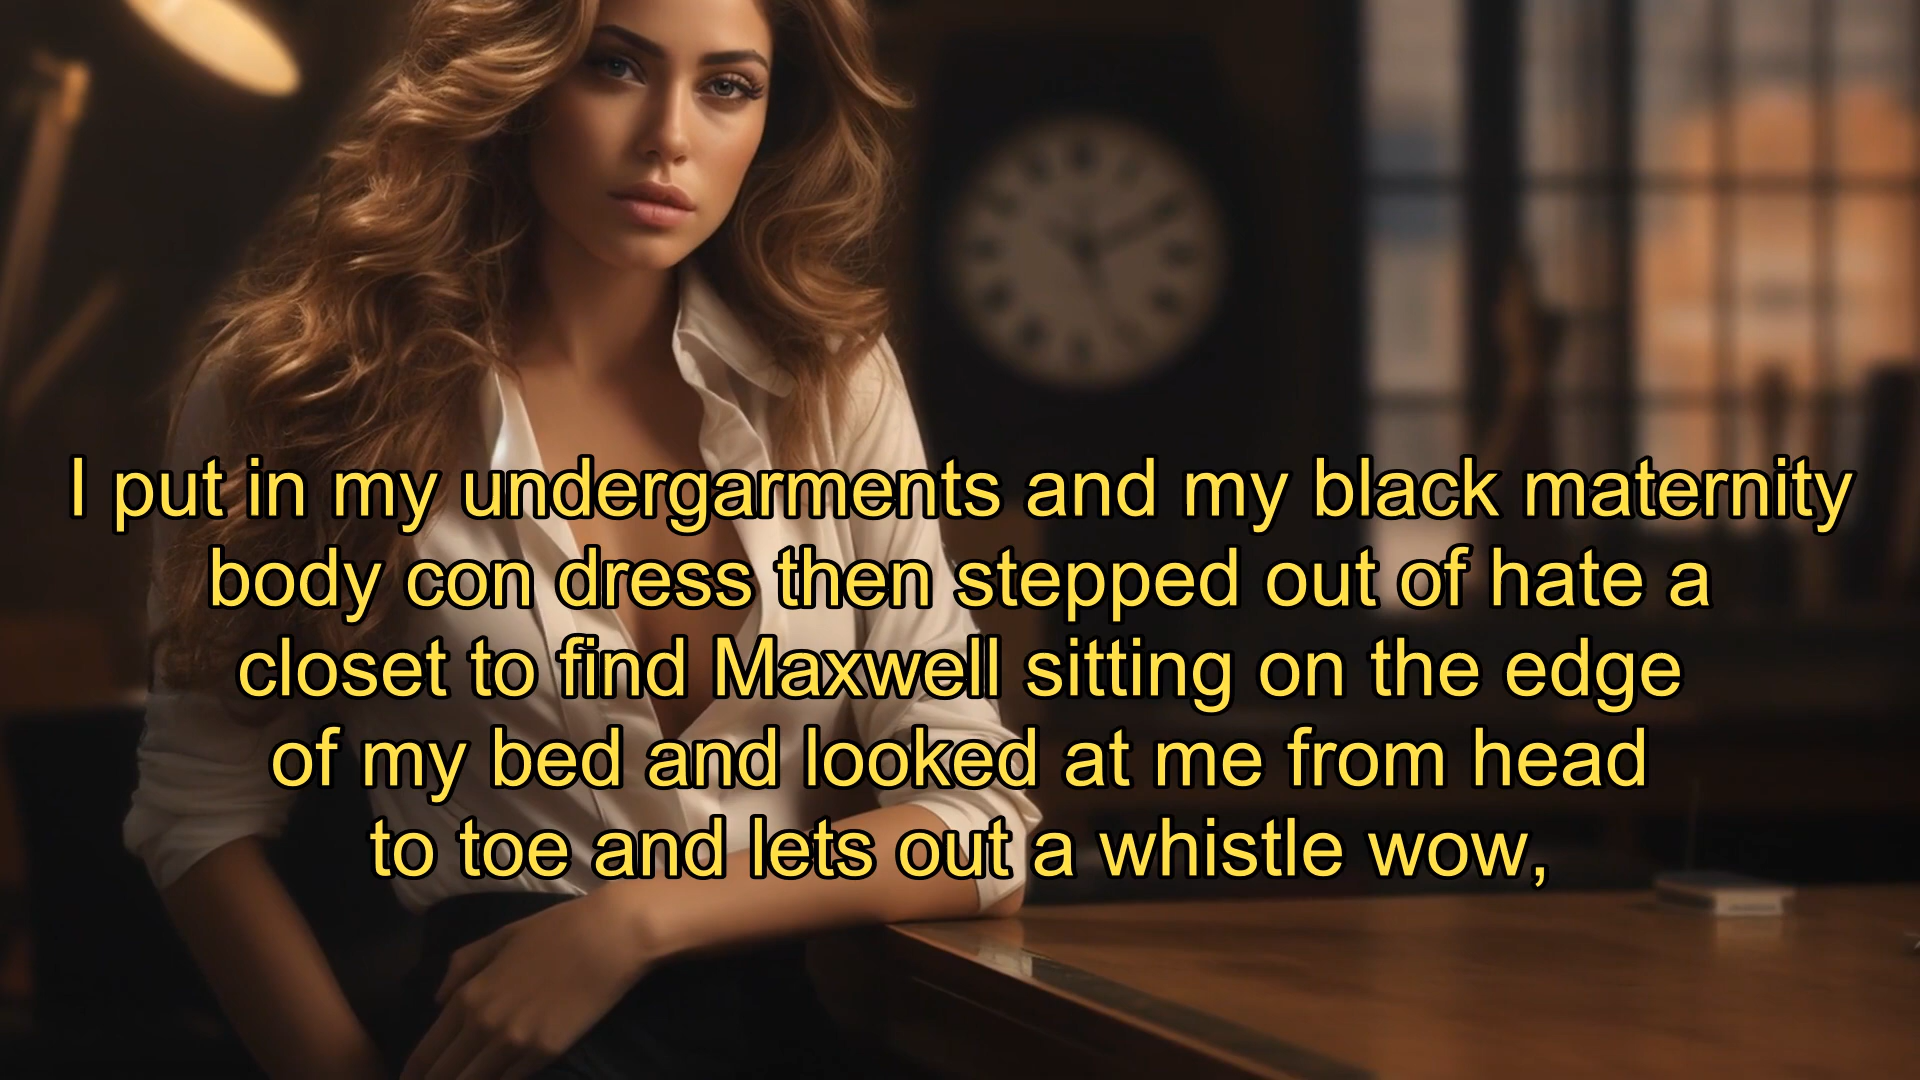 I put in my undergarments and my black maternity
body con dress then stepped out of hate a
closet to find Maxwell sitting on the edge
of my bed and looked at me from head
to toe and lets out a whistle wow,